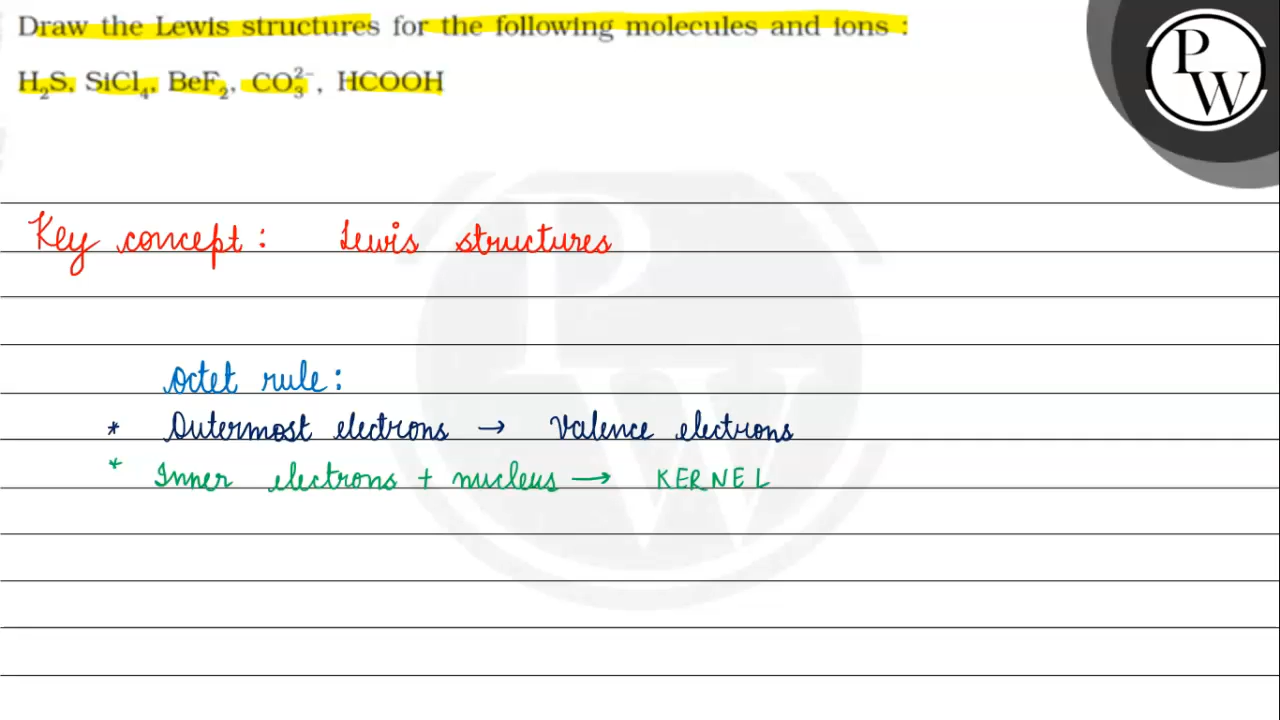 Draw the Lewis structures for the following molecules and ions :
H₂S, SiCl₄, BeF₂, CO₃²⁻, HCOOH
PW
Key concept : Lewis structures
Octet rule :
* Outermost electrons → Valence electrons
* Inner electrons + nucleus → KERNEL